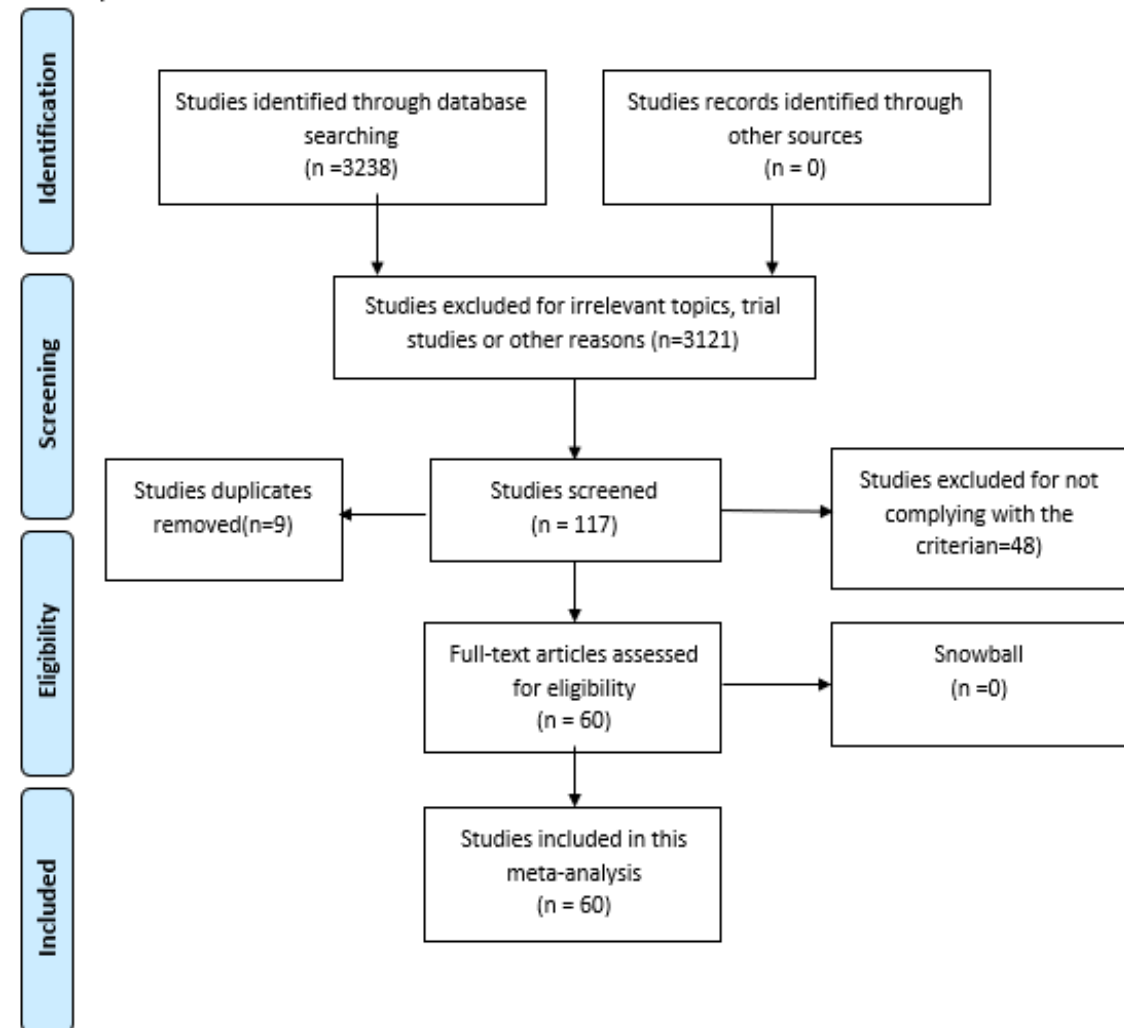 Identification
Studies identified through database
searching
(n =3238)
Studies records identified through
other sources
(n = 0)
Screening
Studies excluded for irrelevant topics, trial
studies or other reasons (n=3121)
Studies duplicates
removed(n=9)
Studies screened
(n = 117)
Studies excluded for not
complying with the
criterian=48)
Eligibility
Full-text articles assessed
for eligibility
(n = 60)
Snowball
(n =0)
Included
Studies included in this
meta-analysis
(n = 60)